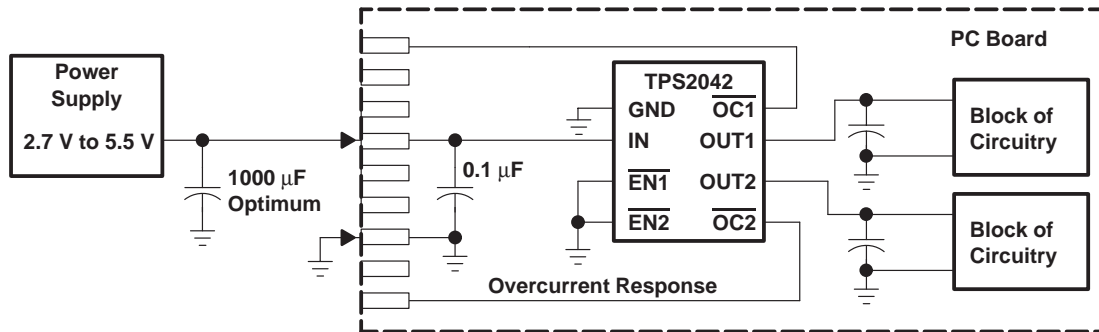 PC Board
Power
Supply
2.7 V to 5.5 V
1000 μF
Optimum
0.1 μF
TPS2042
GND
OC1
IN
OUT1
EN1
OUT2
EN2
OC2
Block of
Circuitry
Block of
Circuitry
Overcurrent Response